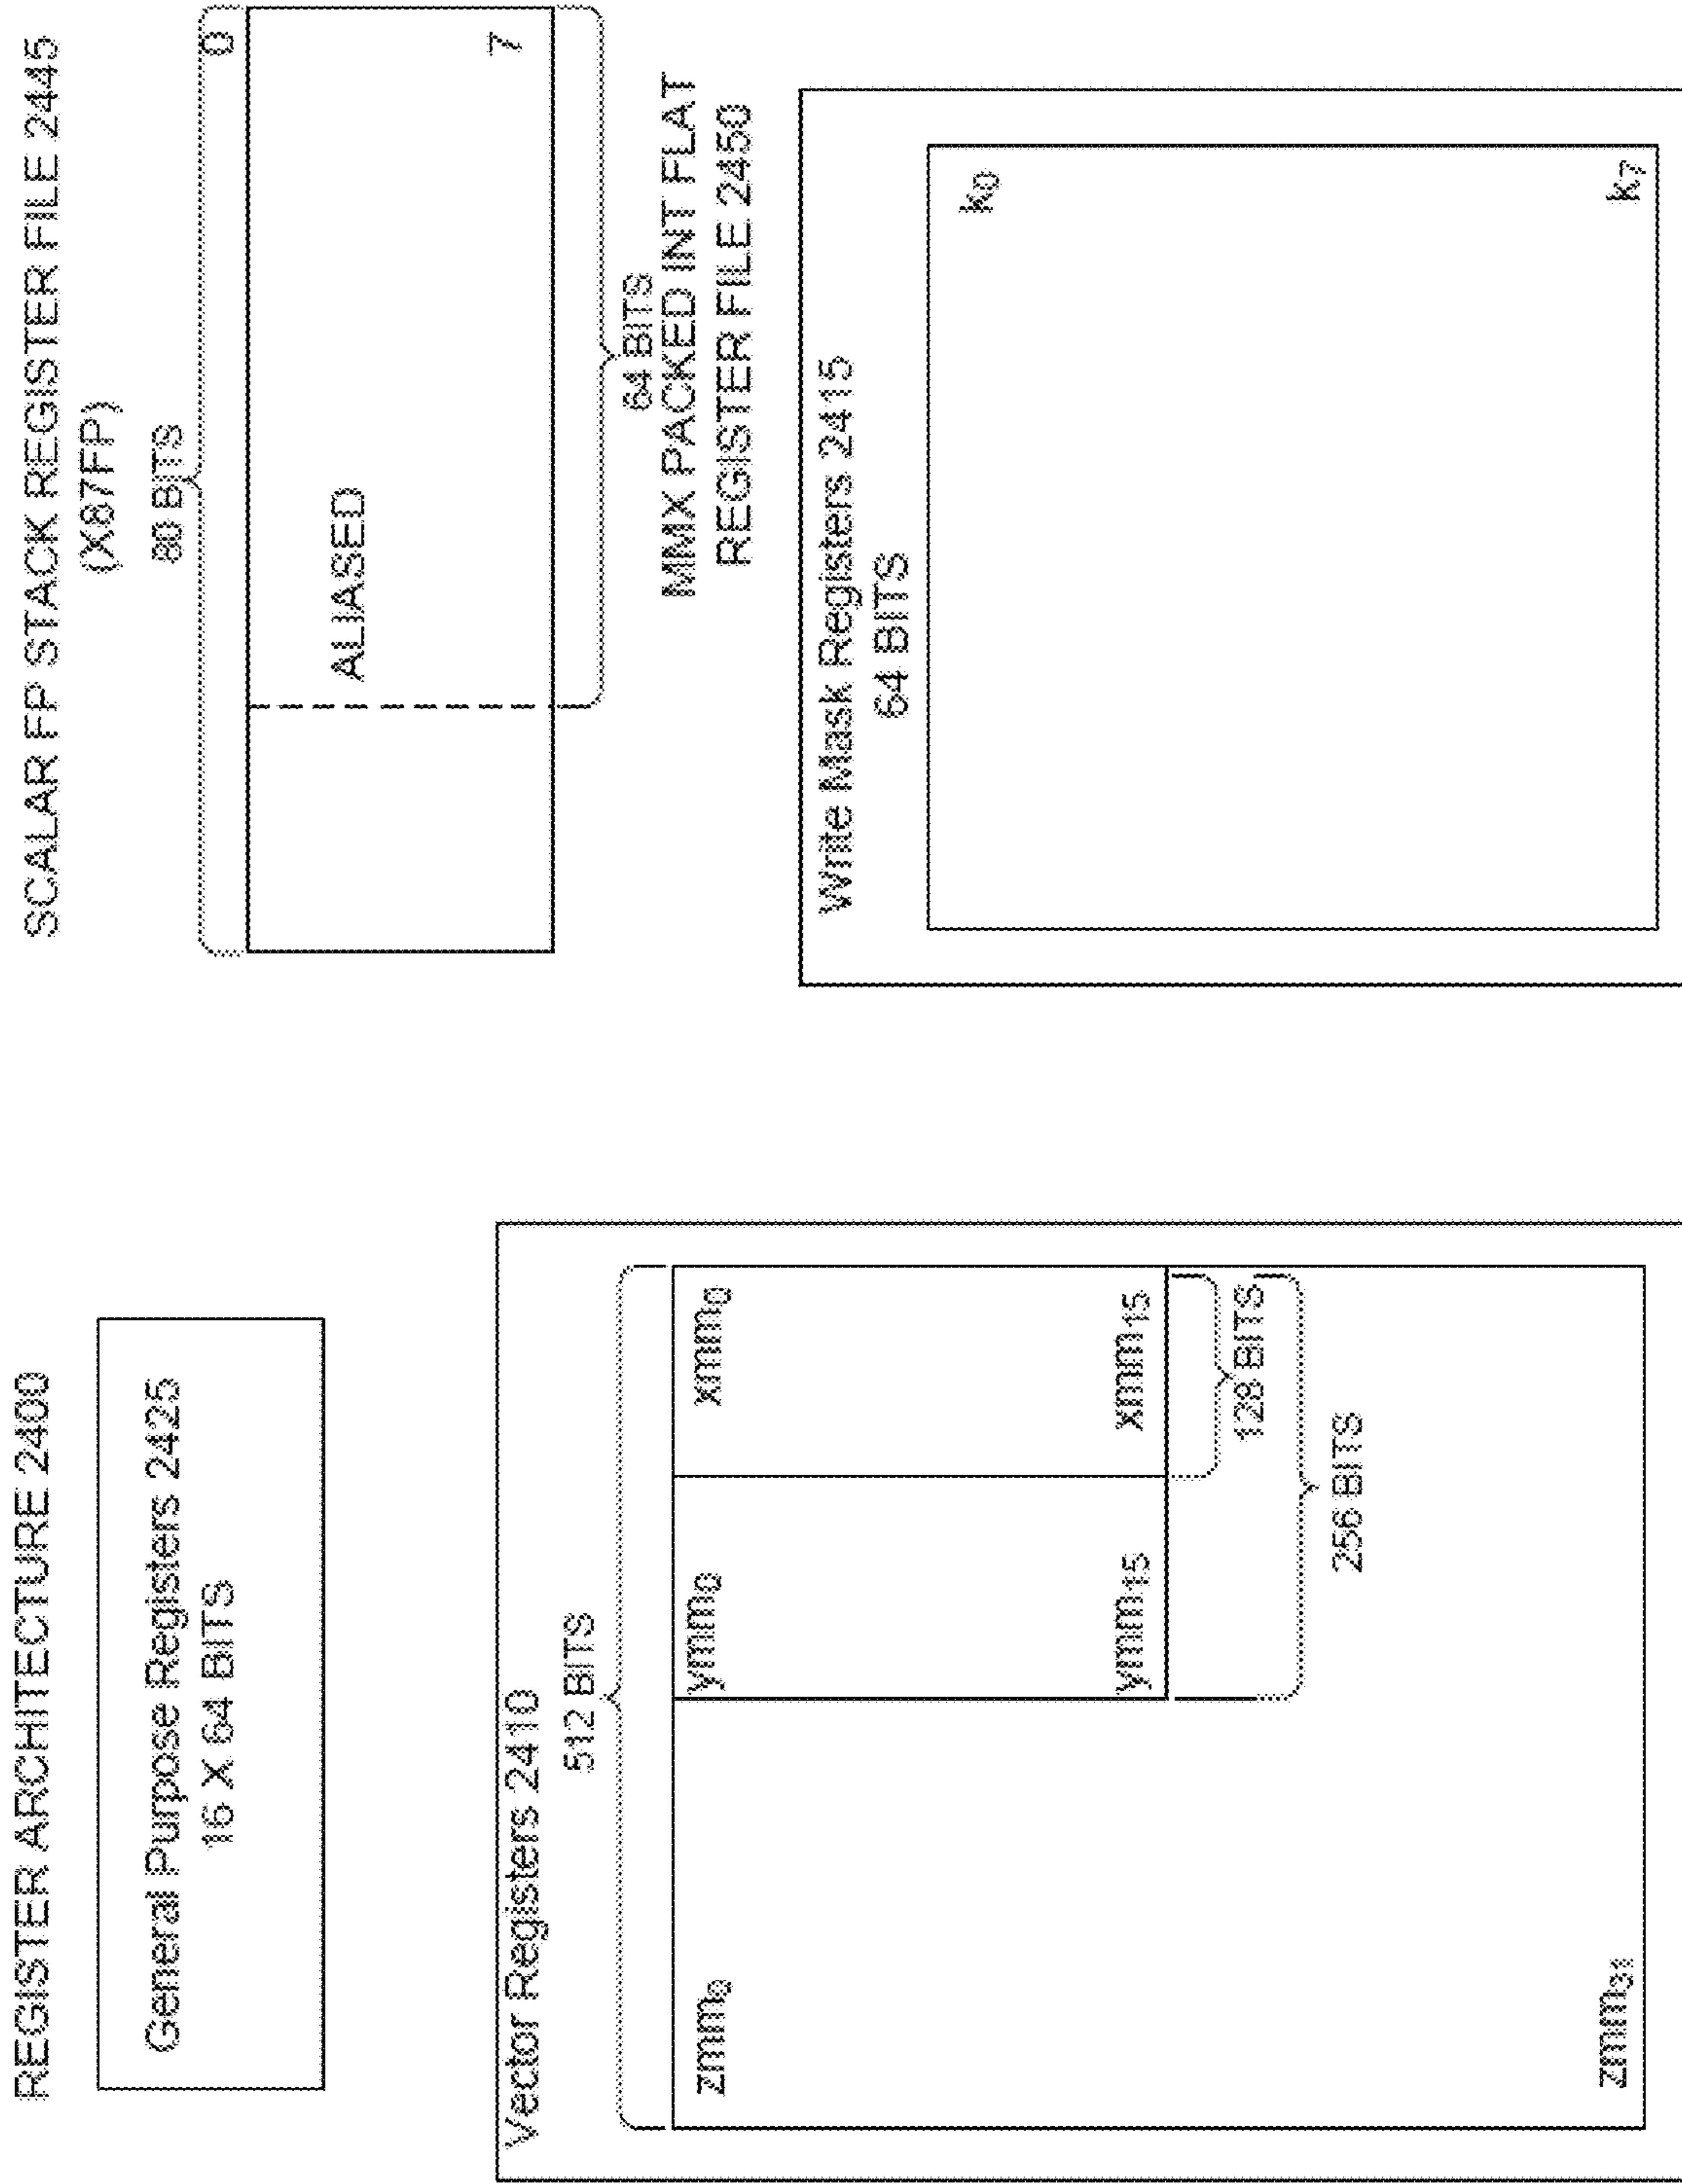 REGISTER ARCHITECTURE 2400
General Purpose Registers 2425
16 X 64 BITS
Vector Registers 2410
512 BITS
zmm0
ymm0
xmm0
ymm15
xmm15
128 BITS
256 BITS
zmm31
SCALAR FP STACK REGISTER FILE 2445
(X87FP)
80 BITS
0
ALIASED
7
64 BITS
MMX PACKED INT FLAT
REGISTER FILE 2450
Write Mask Registers 2415
64 BITS
k0
k7